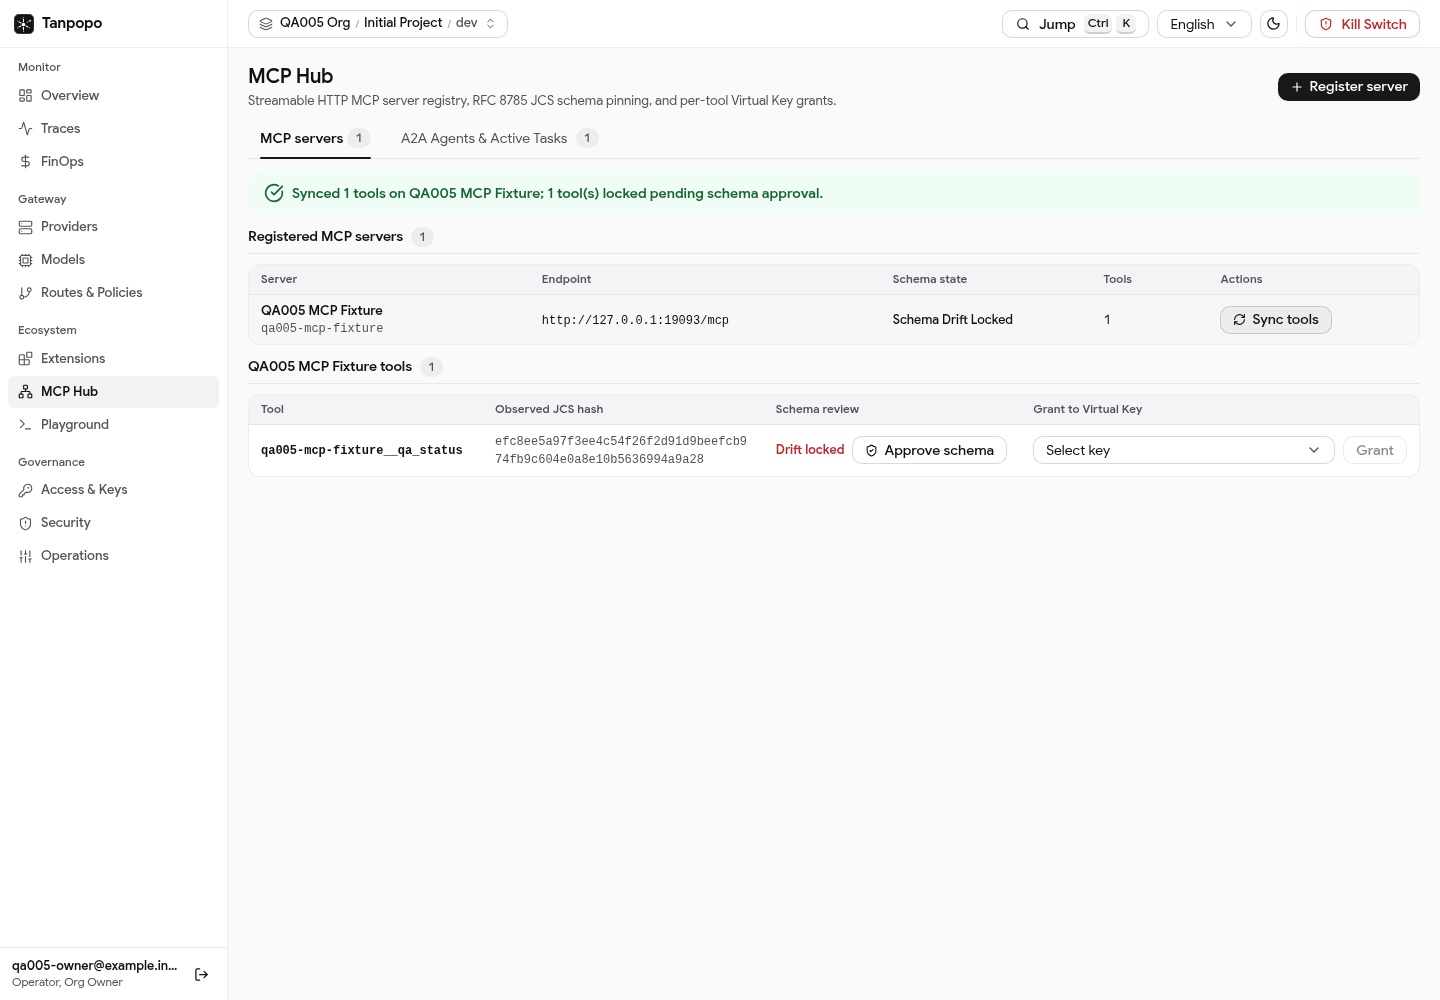 Tanpopo
QA005 Org / Initial Project / dev
Jump Ctrl K
English
Kill Switch
Monitor
Overview
Traces
FinOps
Gateway
Providers
Models
Routes & Policies
Ecosystem
Extensions
MCP Hub
Playground
Governance
Access & Keys
Security
Operations
qa005-owner@example.in...
Operator, Org Owner
MCP Hub
Streamable HTTP MCP server registry, RFC 8785 JCS schema pinning, and per-tool Virtual Key grants.
Register server
MCP servers 1
A2A Agents & Active Tasks 1
Synced 1 tools on QA005 MCP Fixture; 1 tool(s) locked pending schema approval.
Registered MCP servers 1
Server Endpoint Schema state Tools Actions
QA005 MCP Fixture
qa005-mcp-fixture
http://127.0.0.1:19093/mcp
Schema Drift Locked
1
Sync tools
QA005 MCP Fixture tools 1
Tool Observed JCS hash Schema review Grant to Virtual Key
qa005-mcp-fixture__qa_status
efc8ee5a97f3ee4c54f26f2d91d9beefcb9
74fb9c604e0a8e10b5636994a9a28
Drift locked
Approve schema
Select key
Grant